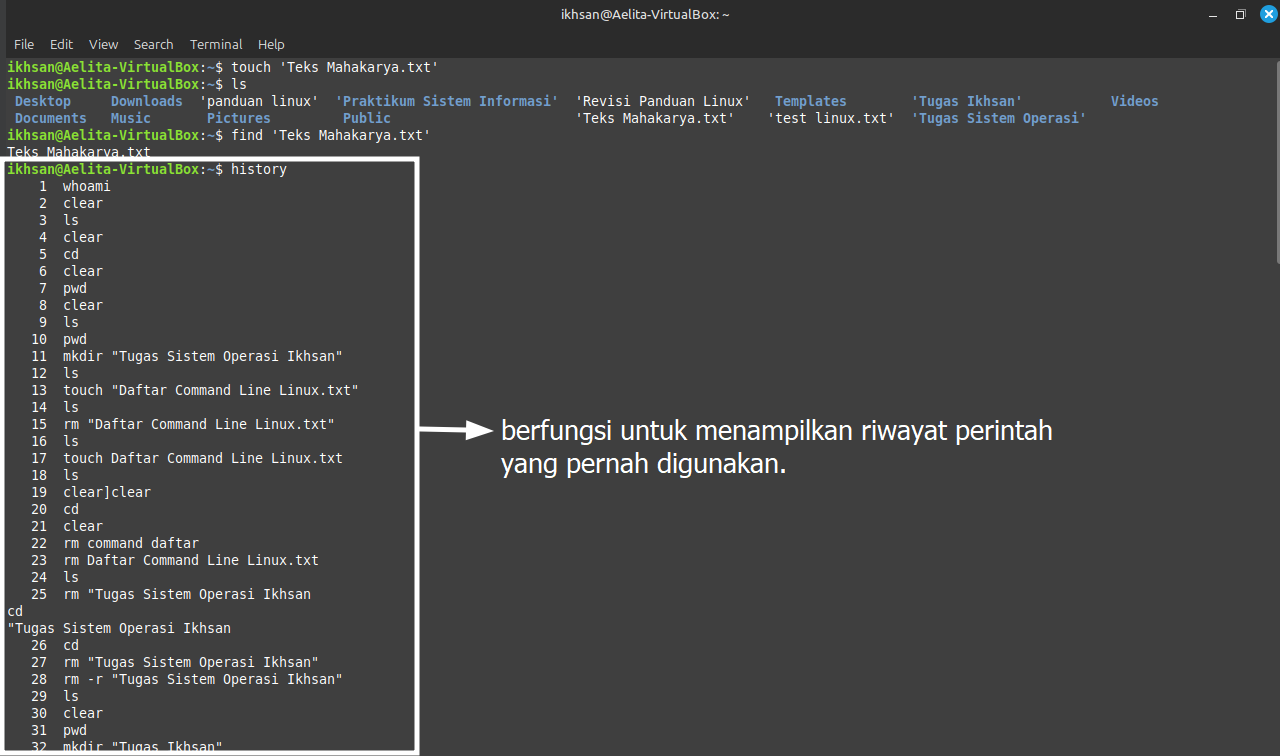 ikhsan@Aelita-VirtualBox: ~
File Edit View Search Terminal Help
ikhsan@Aelita-VirtualBox:~$ touch 'Teks Mahakarya.txt'
ikhsan@Aelita-VirtualBox:~$ ls
Desktop Downloads 'panduan linux' 'Praktikum Sistem Informasi' 'Revisi Panduan Linux' Templates 'Tugas Ikhsan' Videos
Documents Music Pictures Public 'Teks Mahakarya.txt' 'test linux.txt' 'Tugas Sistem Operasi'
ikhsan@Aelita-VirtualBox:~$ find 'Teks Mahakarya.txt'
Teks Mahakarya.txt
ikhsan@Aelita-VirtualBox:~$ history
1 whoami
2 clear
3 ls
4 clear
5 cd
6 clear
7 pwd
8 clear
9 ls
10 pwd
11 mkdir "Tugas Sistem Operasi Ikhsan"
12 ls
13 touch "Daftar Command Line Linux.txt"
14 ls
15 rm "Daftar Command Line Linux.txt"
16 ls
17 touch Daftar Command Line Linux.txt
18 ls
19 clear]clear
20 cd
21 clear
22 rm command daftar
23 rm Daftar Command Line Linux.txt
24 ls
25 rm "Tugas Sistem Operasi Ikhsan
cd
"Tugas Sistem Operasi Ikhsan
26 cd
27 rm "Tugas Sistem Operasi Ikhsan"
28 rm -r "Tugas Sistem Operasi Ikhsan"
29 ls
30 clear
31 pwd
32 mkdir "Tugas Ikhsan"
berfungsi untuk menampilkan riwayat perintah
yang pernah digunakan.